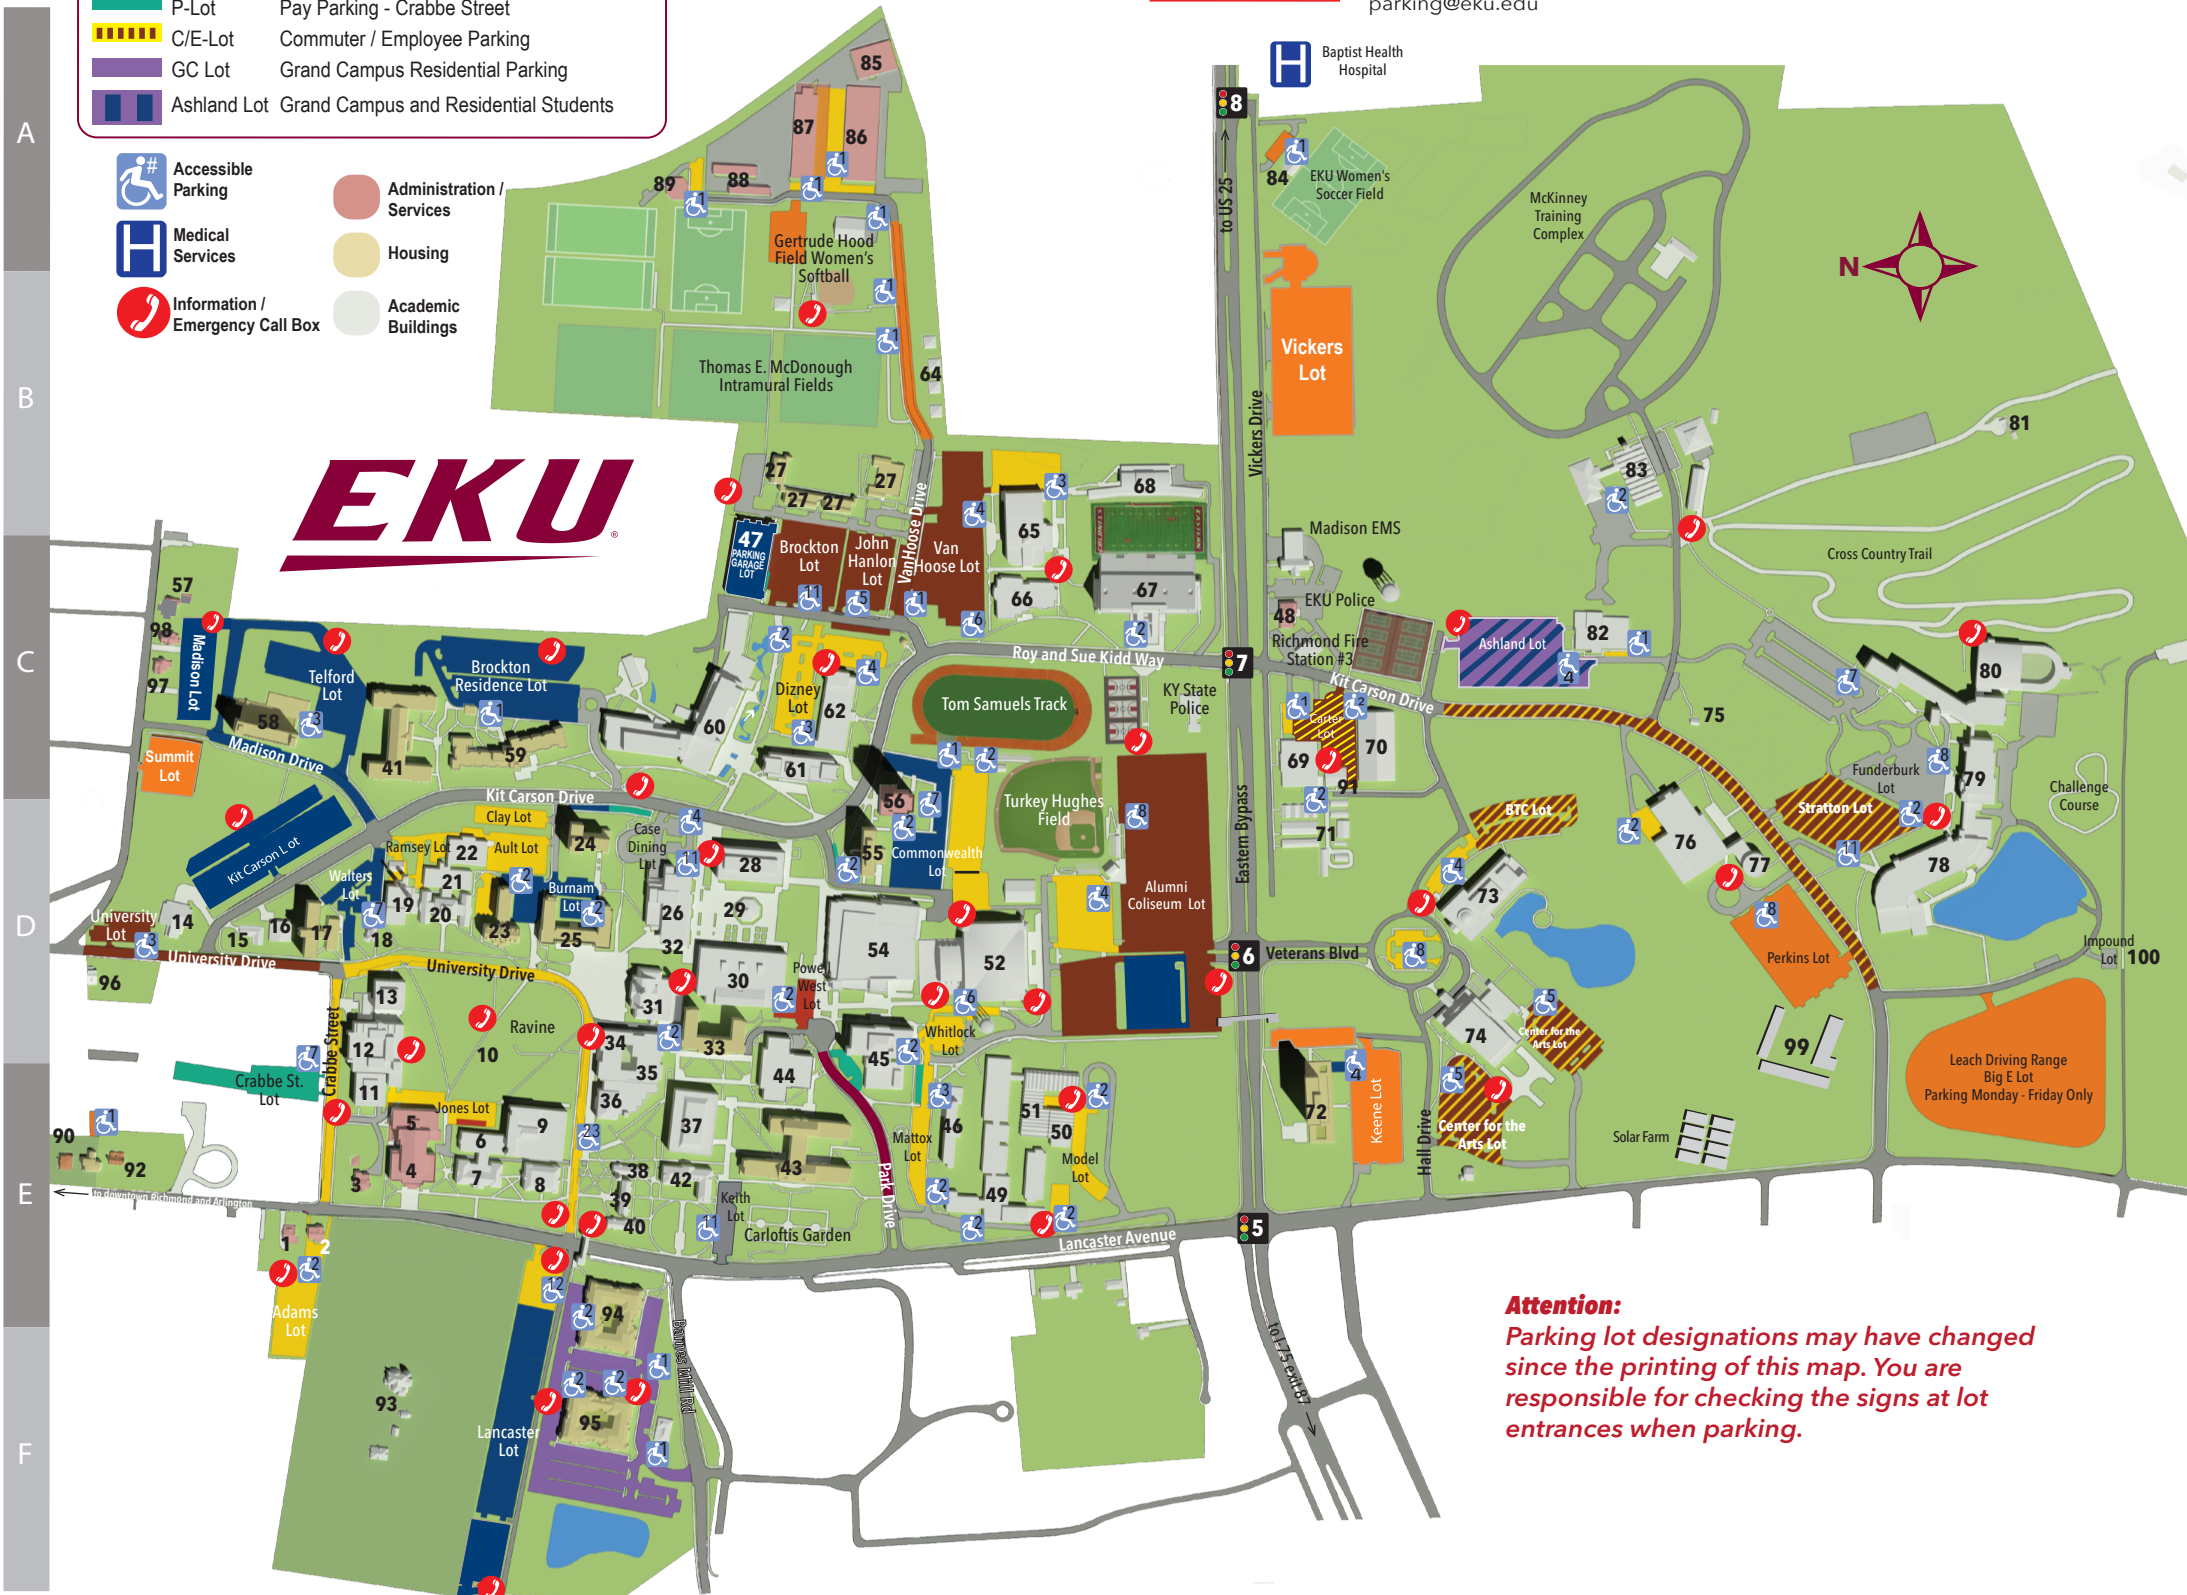 P-Lot Pay Parking - Crabbe Street
C/E-Lot Commuter / Employee Parking
GC Lot Grand Campus Residential Parking
Ashland Lot Grand Campus and Residential Students
parking@eku.edu
Baptist Health
Hospital
A
B
C
D
E
F
#
Accessible
Parking
Medical
Services
Information /
Emergency Call Box
Administration /
Services
Housing
Academic
Buildings
EKU
N
85
87
86
88
89
Gertrude Hood
Field Women's
Softball
Thomas E. McDonough
Intramural Fields
64
8
to US 25
84
EKU Women's
Soccer Field
McKinney
Training
Complex
Vickers
Lot
Vickers Drive
81
83
27
27
27
27
Van Hoose Drive
65
68
47
PARKING
GARAGE
LOT
Brockton
Lot
John
Hanlon
Lot
Van
Hoose Lot
66
67
Madison EMS
EKU Police
48
Richmond Fire
Station #3
Cross Country Trail
57
98
97
Madison Lot
Telford
Lot
58
Brockton
Residence Lot
41
59
60
Dizney
Lot
62
61
Tom Samuels Track
Roy and Sue Kidd Way
KY State
Police
7
Kit Carson Drive
Ashland Lot
82
80
75
Summit
Lot
Madison Drive
Kit Carson Drive
Kit Carson Lot
56
55
Commonwealth
Lot
Turkey Hughes
Field
Alumni
Coliseum Lot
Eastern Bypass
Carter
Lot
69
70
91
71
BTC Lot
73
76
77
Stratton Lot
Funderburk
Lot
79
78
Challenge
Course
Clay Lot
Ramsey Lot
22
Ault Lot
24
Case
Dining
Lot
28
Walters
Lot
21
19
20
18
23
Burnam
Lot
25
26
29
32
30
31
Powell
West
Lot
54
52
University
Lot
14
15
16
17
University Drive
University Drive
96
6
Veterans Blvd
Perkins Lot
Impound
Lot 100
13
12
11
Ravine
10
Crabbe Street
Crabbe St.
Lot
34
35
36
33
44
45
Whitlock
Lot
74
Center for the
Arts Lot
Center for the
Arts Lot
99
Leach Driving Range
Big E Lot
Parking Monday - Friday Only
Solar Farm
72
Keene Lot
Hall Drive
90
92
Jones Lot
5
4
3
6
7
9
8
37
38
39
40
42
43
Keith
Lot
Carloftis Garden
Park Drive
Mattox
Lot
46
51
50
49
Model
Lot
Lancaster Avenue
5
to downtown Richmond and Arlington
1
2
Adams
Lot
93
94
95
Lancaster
Lot
Barnes Mill Rd
to I-75 exit 87
Attention:
Parking lot designations may have changed
since the printing of this map. You are
responsible for checking the signs at lot
entrances when parking.